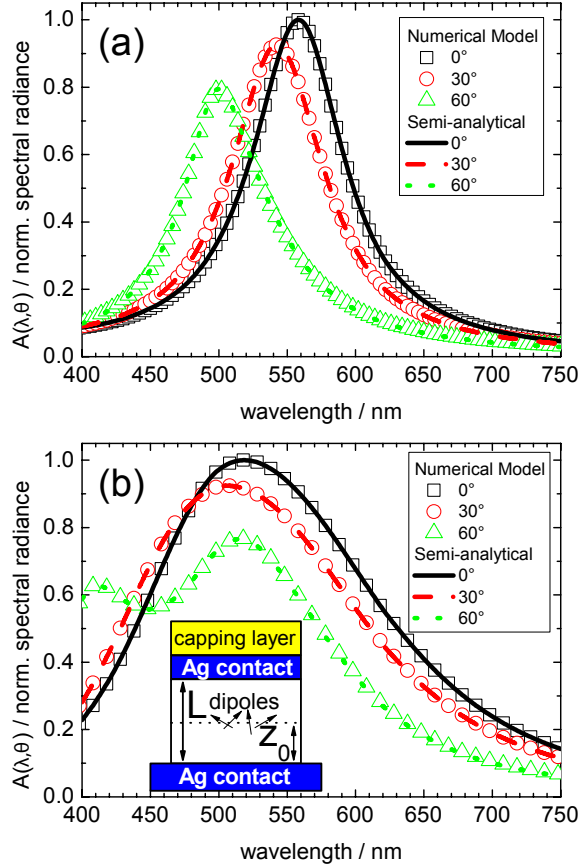 (a)
Numerical Model
0°
30°
60°
Semi-analytical
0°
30°
60°
A(λ,θ) / norm. spectral radiance
1.0
0.8
0.6
0.4
0.2
0.0
400 450 500 550 600 650 700 750
wavelength / nm
(b)
Numerical Model
0°
30°
60°
Semi-analytical
0°
30°
60°
A(λ,θ) / norm. spectral radiance
1.0
0.8
0.6
0.4
0.2
0.0
capping layer
Ag contact
L dipoles
z0
Ag contact
400 450 500 550 600 650 700 750
wavelength / nm